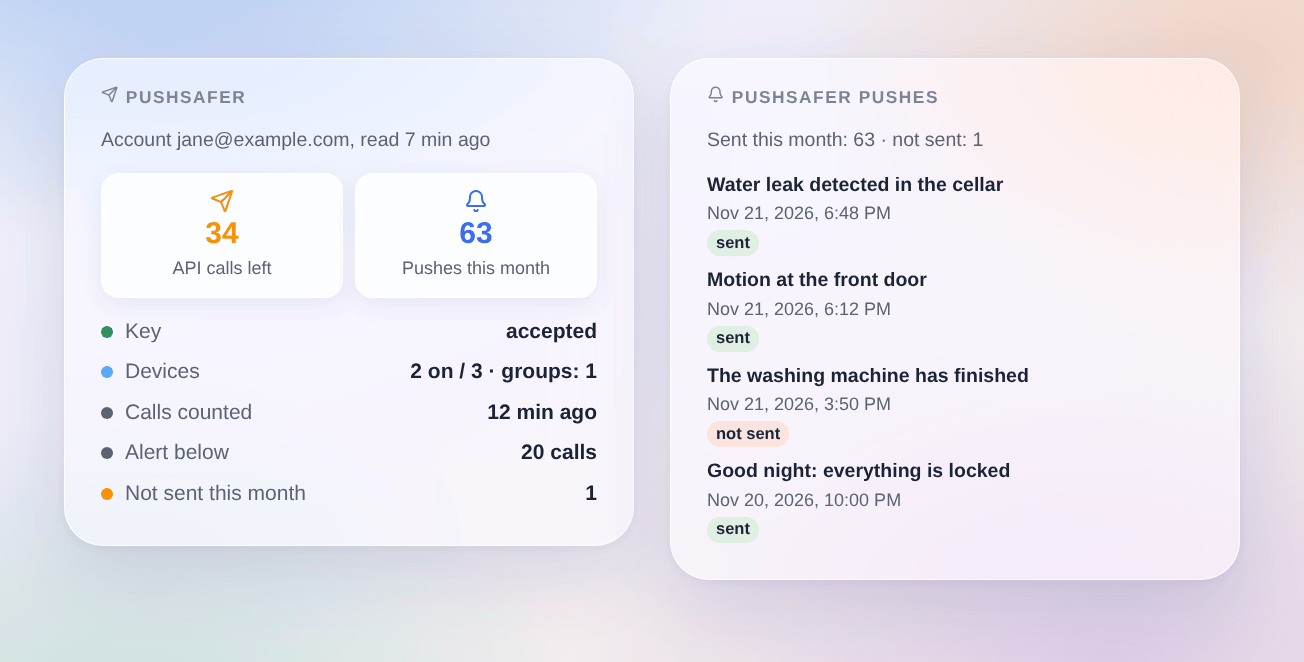 PUSHSAFER
Account jane@example.com, read 7 min ago
34
API calls left
63
Pushes this month
Key accepted
Devices 2 on / 3 · groups: 1
Calls counted 12 min ago
Alert below 20 calls
Not sent this month 1
PUSHSAFER PUSHES
Sent this month: 63 · not sent: 1
Water leak detected in the cellar
Nov 21, 2026, 6:48 PM
sent
Motion at the front door
Nov 21, 2026, 6:12 PM
sent
The washing machine has finished
Nov 21, 2026, 3:50 PM
not sent
Good night: everything is locked
Nov 20, 2026, 10:00 PM
sent